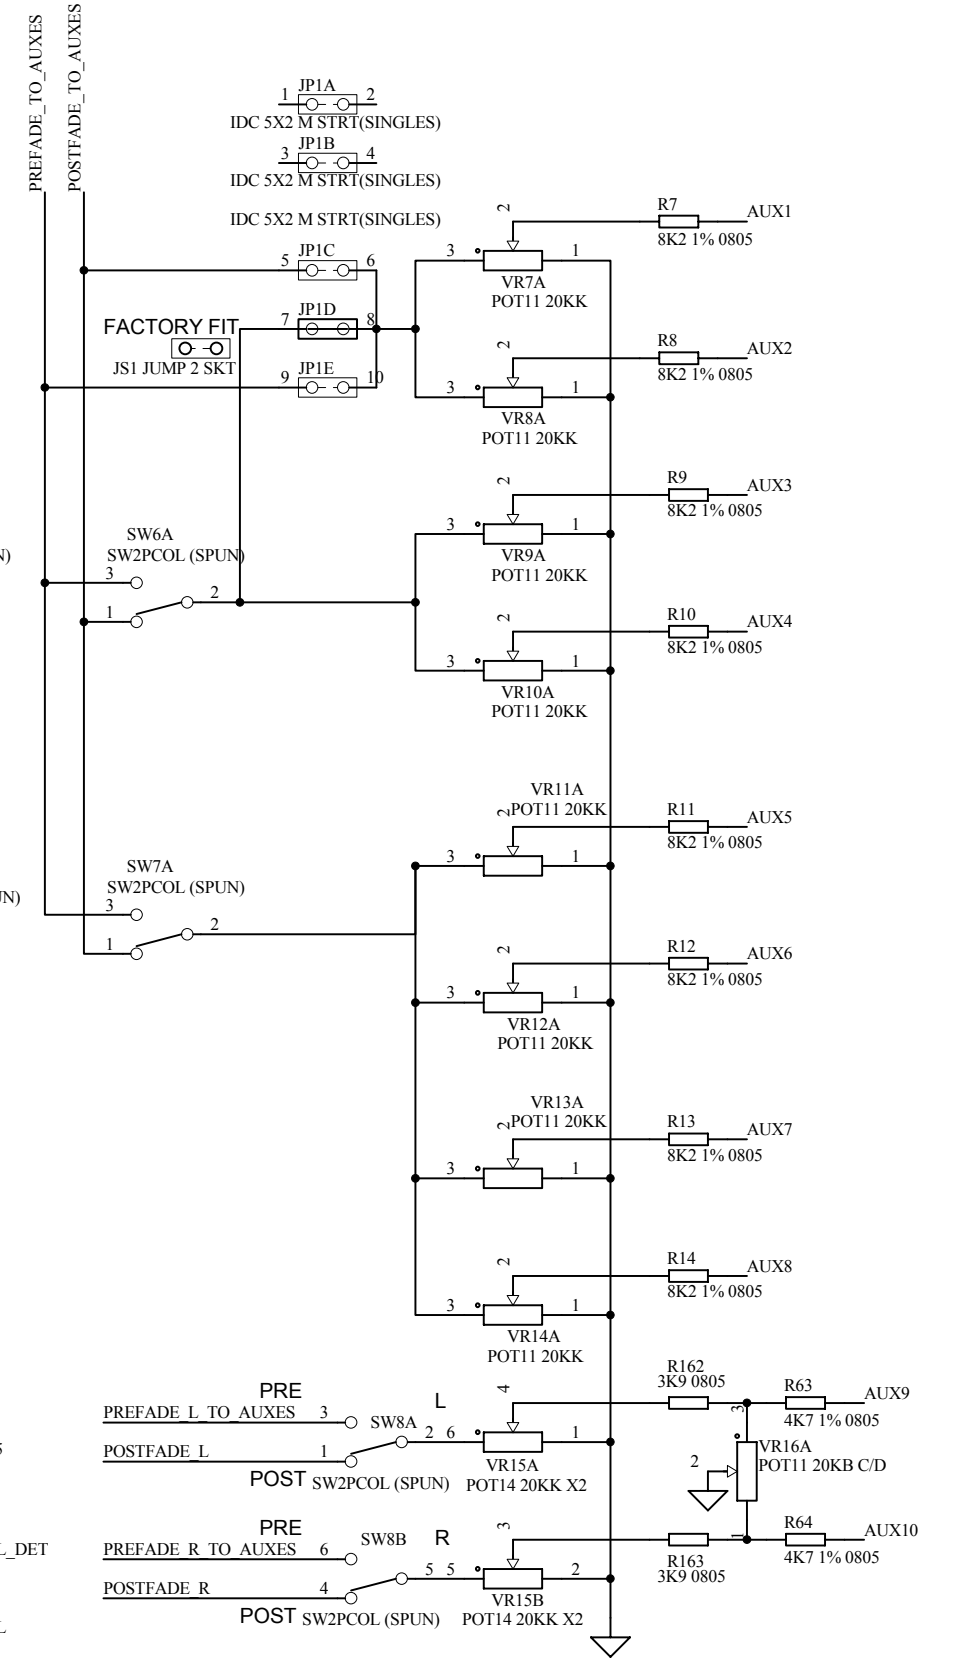 PREFADE_TO_AUXES
POSTFADE_TO_AUXES
JP1A
1 2
IDC 5X2 M STRT(SINGLES)
JP1B
3 4
IDC 5X2 M STRT(SINGLES)
IDC 5X2 M STRT(SINGLES)
JP1C
5 6
JP1D
7 8
FACTORY FIT
JS1 JUMP 2 SKT
JP1E
9 10
2
R7
AUX1
8K2 1% 0805
3 1
VR7A
POT11 20KK
2
R8
AUX2
8K2 1% 0805
3 1
VR8A
POT11 20KK
2
R9
AUX3
8K2 1% 0805
3 1
VR9A
POT11 20KK
SW6A
SW2PCOL (SPUN)
N)
3
2
1
2
R10
AUX4
8K2 1% 0805
3 1
VR10A
POT11 20KK
VR11A
POT11 20KK
2
R11
AUX5
8K2 1% 0805
3 1
SW7A
SW2PCOL (SPUN)
UN)
3
2
1
2
R12
AUX6
8K2 1% 0805
3 1
VR12A
POT11 20KK
VR13A
POT11 20KK
2
R13
AUX7
8K2 1% 0805
3 1
2
R14
AUX8
8K2 1% 0805
3 1
VR14A
POT11 20KK
PRE
PREFADE_L_TO_AUXES 3
SW8A
L
2 6
POSTFADE_L 1
POST
SW2PCOL (SPUN)
4
1
VR15A
POT14 20KK X2
R162
3K9 0805
R63
AUX9
4K7 1% 0805
3
2
VR16A
POT11 20KB C/D
1
5
PRE
PREFADE_R_TO_AUXES 6
SW8B
R
5 5
POSTFADE_R 4
POST
SW2PCOL (SPUN)
3
2
VR15B
POT14 20KK X2
R163
3K9 0805
R64
AUX10
4K7 1% 0805
L_DET
L